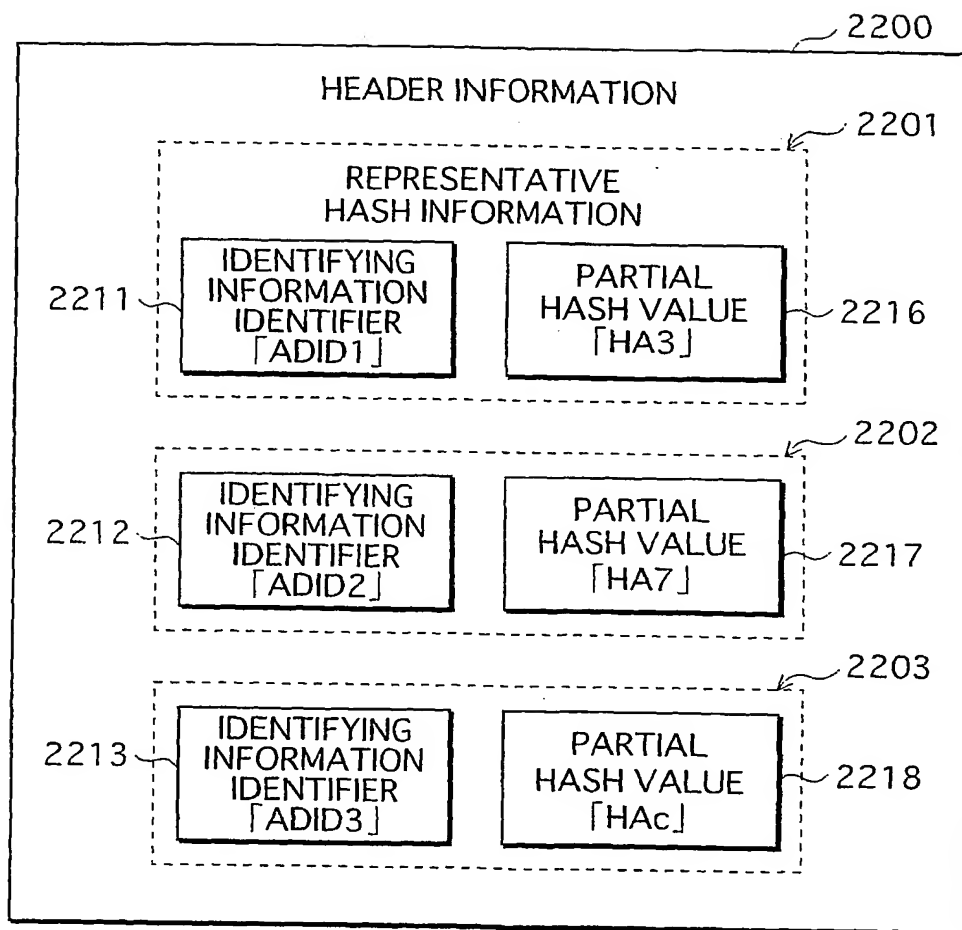 2200
HEADER INFORMATION
2201
REPRESENTATIVE
HASH INFORMATION
2211
IDENTIFYING
INFORMATION
IDENTIFIER
「ADID1」
PARTIAL
HASH VALUE
「HA3」
2216
2202
2212
IDENTIFYING
INFORMATION
IDENTIFIER
「ADID2」
PARTIAL
HASH VALUE
「HA7」
2217
2203
2213
IDENTIFYING
INFORMATION
IDENTIFIER
「ADID3」
PARTIAL
HASH VALUE
「HAc」
2218